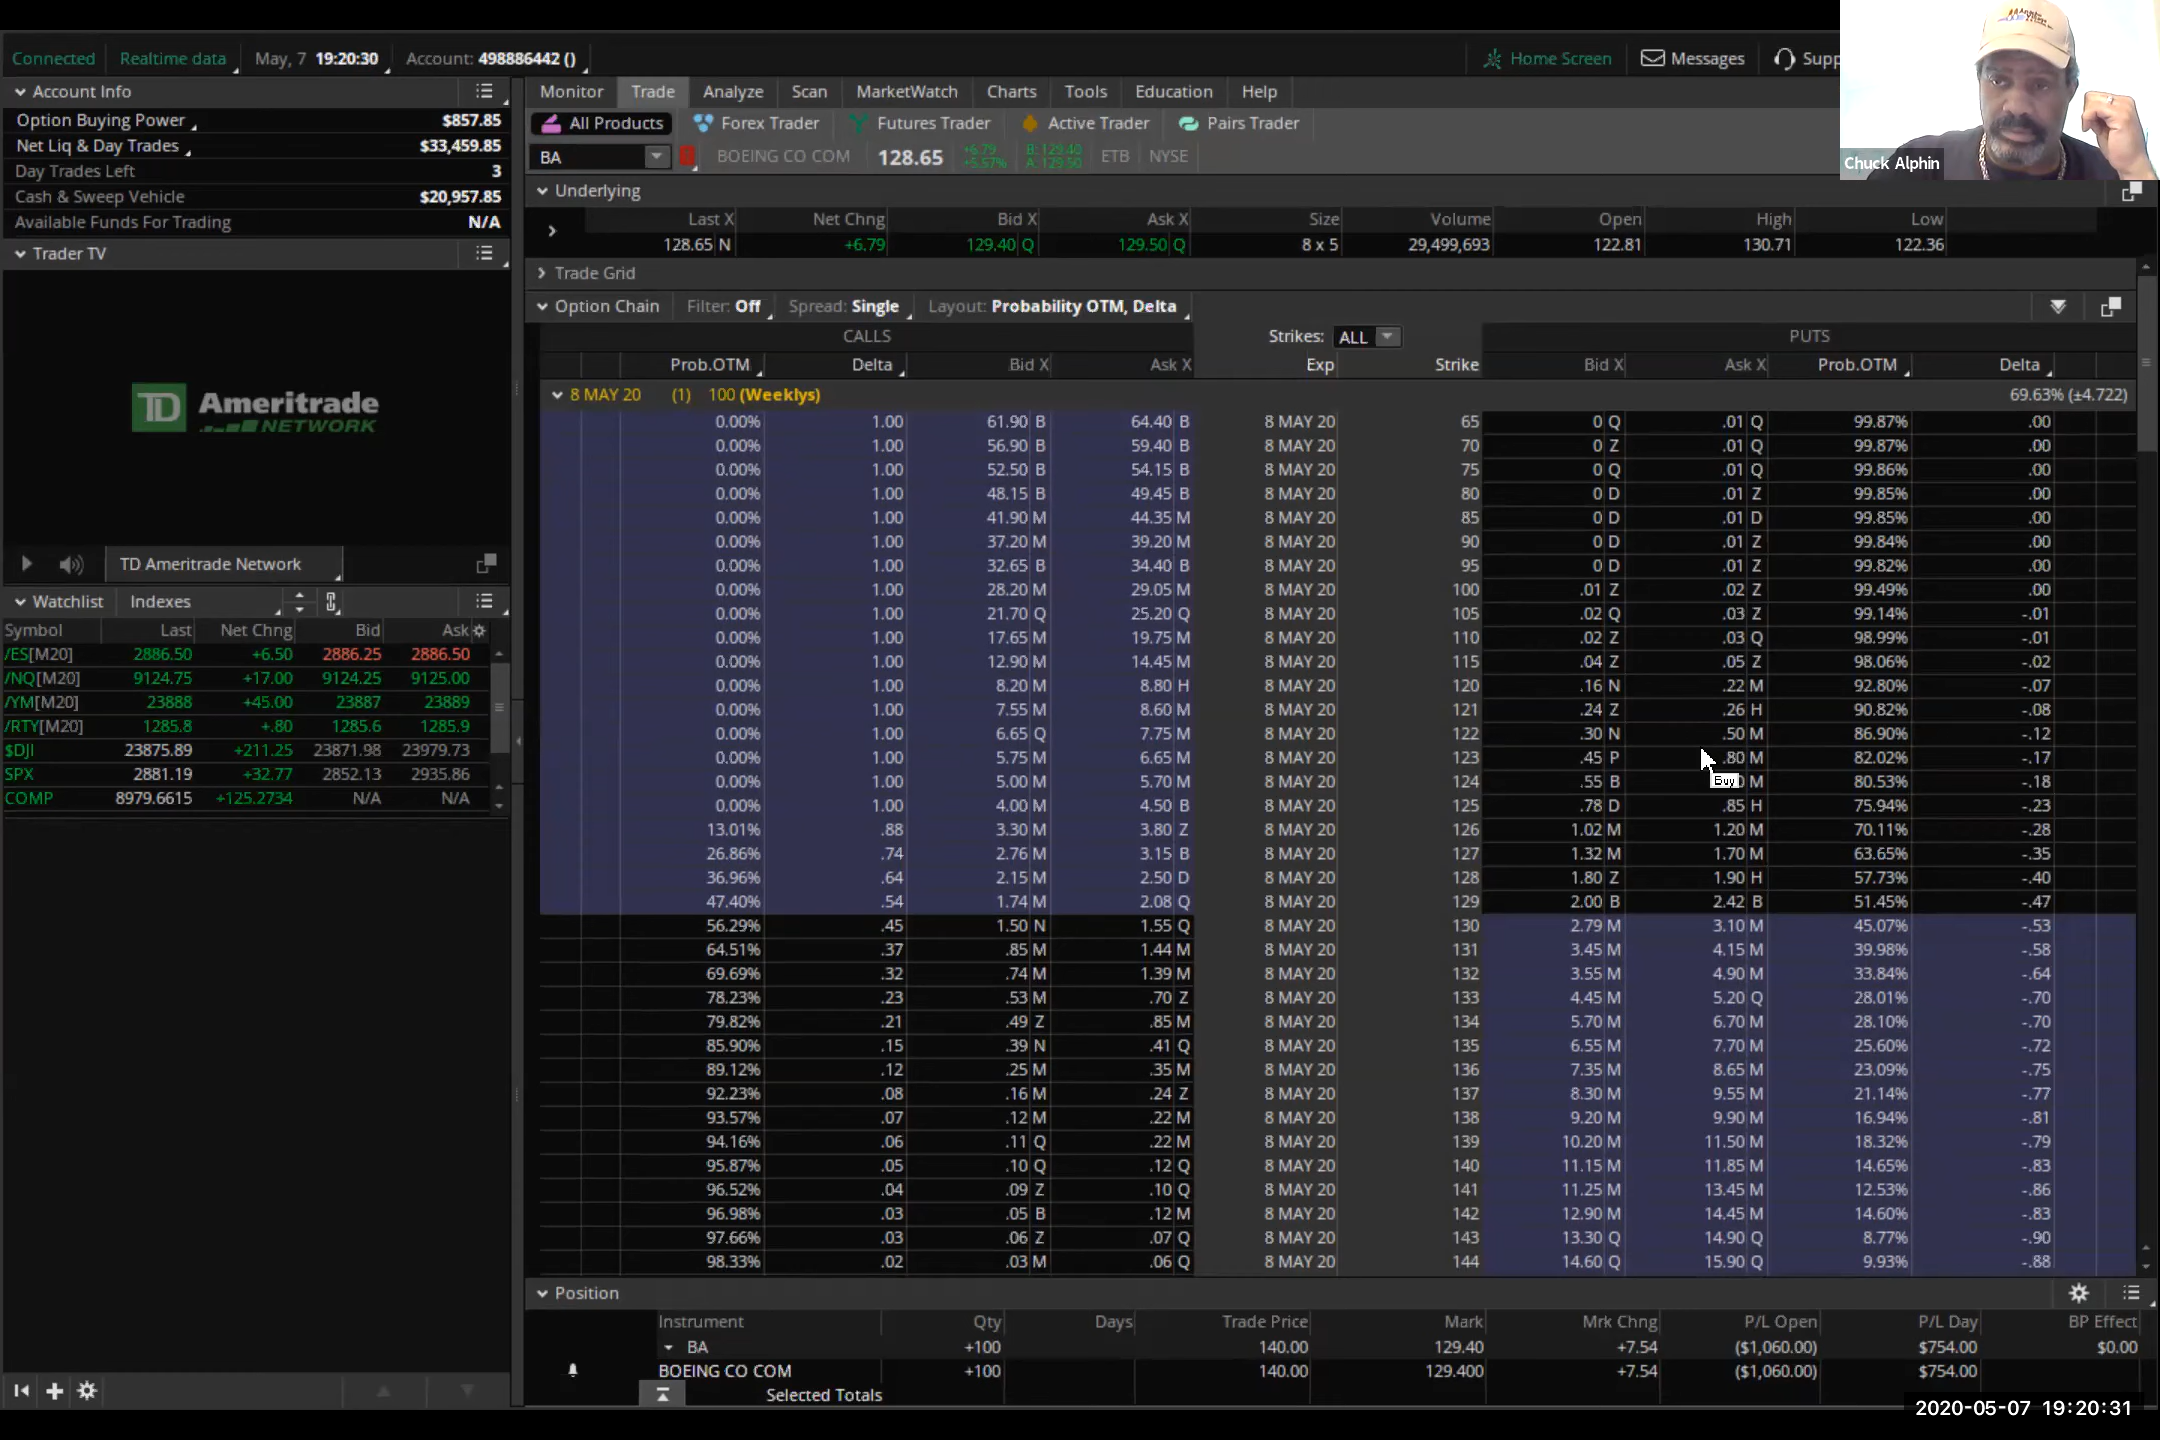 Connected Realtime data May, 7 19:20:30 Account: 498886442 () Home Screen Messages Supp
Account Info
Option Buying Power $857.85
Net Liq & Day Trades $33,459.85
Day Trades Left 3
Cash & Sweep Vehicle $20,957.85
Available Funds For Trading N/A
Trader TV
TD Ameritrade
NETWORK
TD Ameritrade Network
Watchlist Indexes
Symbol Last Net Chng Bid Ask
/ES[M20] 2886.50 +6.50 2886.25 2886.50
/NQ[M20] 9124.75 +17.00 9124.25 9125.00
/YM[M20] 23888 +45.00 23887 23889
/RTY[M20] 1285.8 +.80 1285.6 1285.9
$DJI 23875.89 +211.25 23871.98 23979.73
SPX 2881.19 +32.77 2852.13 2935.86
COMP 8979.6615 +125.2734 N/A N/A
Monitor Trade Analyze Scan MarketWatch Charts Tools Education Help
All Products Forex Trader Futures Trader Active Trader Pairs Trader
BA BOEING CO COM 128.65 +6.79 +5.57% B: 129.40 A: 129.50 ETB NYSE
Chuck Alphin
Underlying
Last X Net Chng Bid X Ask X Size Volume Open High Low
128.65 N +6.79 129.40 Q 129.50 Q 8 x 5 29,499,693 122.81 130.71 122.36
Trade Grid
Option Chain Filter: Off Spread: Single Layout: Probability OTM, Delta
CALLS Strikes: ALL PUTS
Prob.OTM Delta Bid X Ask X Exp Strike Bid X Ask X Prob.OTM Delta
8 MAY 20 (1) 100 (Weeklys) 69.63% (±4.722)
0.00% 1.00 61.90 B 64.40 B 8 MAY 20 65 0 Q .01 Q 99.87% .00
0.00% 1.00 56.90 B 59.40 B 8 MAY 20 70 0 Z .01 Q 99.87% .00
0.00% 1.00 52.50 B 54.15 B 8 MAY 20 75 0 Q .01 Q 99.86% .00
0.00% 1.00 48.15 B 49.45 B 8 MAY 20 80 0 D .01 Z 99.85% .00
0.00% 1.00 41.90 M 44.35 M 8 MAY 20 85 0 D .01 D 99.85% .00
0.00% 1.00 37.20 M 39.20 M 8 MAY 20 90 0 D .01 Z 99.84% .00
0.00% 1.00 32.65 B 34.40 B 8 MAY 20 95 0 D .01 Z 99.82% .00
0.00% 1.00 28.20 M 29.05 M 8 MAY 20 100 .01 Z .02 Z 99.49% .00
0.00% 1.00 21.70 Q 25.20 Q 8 MAY 20 105 .02 Q .03 Z 99.14% -.01
0.00% 1.00 17.65 M 19.75 M 8 MAY 20 110 .02 Z .03 Q 98.99% -.01
0.00% 1.00 12.90 M 14.45 M 8 MAY 20 115 .04 Z .05 Z 98.06% -.02
0.00% 1.00 8.20 M 8.80 H 8 MAY 20 120 .16 N .22 M 92.80% -.07
0.00% 1.00 7.55 M 8.60 M 8 MAY 20 121 .24 Z .26 H 90.82% -.08
0.00% 1.00 6.65 Q 7.75 M 8 MAY 20 122 .30 N .50 M 86.90% -.12
0.00% 1.00 5.75 M 6.65 M 8 MAY 20 123 .45 P .80 M 82.02% -.17
0.00% 1.00 5.00 M 5.70 M 8 MAY 20 124 .55 B Buy M 80.53% -.18
0.00% 1.00 4.00 M 4.50 B 8 MAY 20 125 .78 D .85 H 75.94% -.23
13.01% .88 3.30 M 3.80 Z 8 MAY 20 126 1.02 M 1.20 M 70.11% -.28
26.86% .74 2.76 M 3.15 B 8 MAY 20 127 1.32 M 1.70 M 63.65% -.35
36.96% .64 2.15 M 2.50 D 8 MAY 20 128 1.80 Z 1.90 H 57.73% -.40
47.40% .54 1.74 M 2.08 Q 8 MAY 20 129 2.00 B 2.42 B 51.45% -.47
56.29% .45 1.50 N 1.55 Q 8 MAY 20 130 2.79 M 3.10 M 45.07% -.53
64.51% .37 .85 M 1.44 M 8 MAY 20 131 3.45 M 4.15 M 39.98% -.58
69.69% .32 .74 M 1.39 M 8 MAY 20 132 3.55 M 4.90 M 33.84% -.64
78.23% .23 .53 M .70 Z 8 MAY 20 133 4.45 M 5.20 Q 28.01% -.70
79.82% .21 .49 Z .85 M 8 MAY 20 134 5.70 M 6.70 M 28.10% -.70
85.90% .15 .39 N .41 Q 8 MAY 20 135 6.55 M 7.70 M 25.60% -.72
89.12% .12 .25 M .35 M 8 MAY 20 136 7.35 M 8.65 M 23.09% -.75
92.23% .08 .16 M .24 Z 8 MAY 20 137 8.30 M 9.55 M 21.14% -.77
93.57% .07 .12 M .22 M 8 MAY 20 138 9.20 M 9.90 M 16.94% -.81
94.16% .06 .11 Q .22 M 8 MAY 20 139 10.20 M 11.50 M 18.32% -.79
95.87% .05 .10 Q .12 Q 8 MAY 20 140 11.15 M 11.85 M 14.65% -.83
96.52% .04 .09 Z .10 Q 8 MAY 20 141 11.25 M 13.45 M 12.53% -.86
96.98% .03 .05 B .12 M 8 MAY 20 142 12.90 M 14.45 M 14.60% -.83
97.66% .03 .06 Z .07 Q 8 MAY 20 143 13.30 Q 14.90 Q 8.77% -.90
98.33% .02 .03 M .06 Q 8 MAY 20 144 14.60 Q 15.90 Q 9.93% -.88
Position
Instrument Qty Days Trade Price Mark Mrk Chng P/L Open P/L Day BP Effect
BA +100 140.00 129.40 +7.54 ($1,060.00) $754.00 $0.00
BOEING CO COM +100 140.00 129.400 +7.54 ($1,060.00) $754.00
Selected Totals
2020-05-07 19:20:31